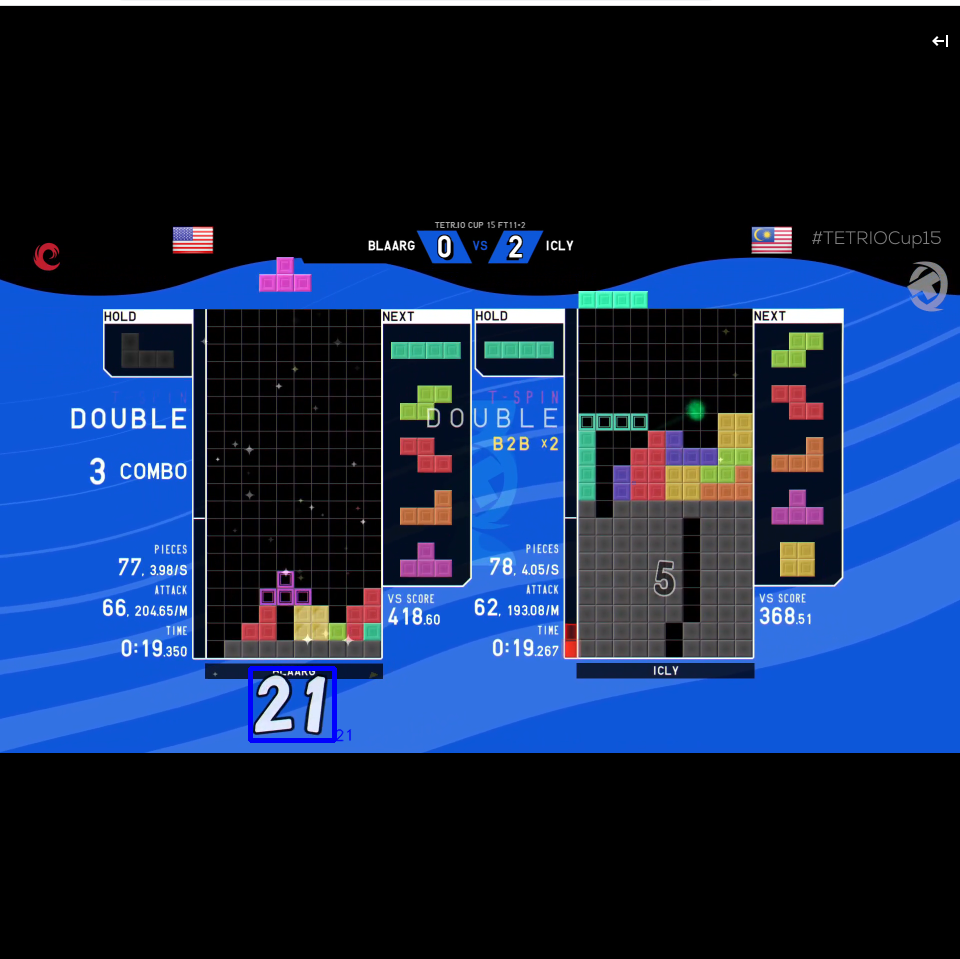 TETR.IO CUP 15 FT11-2
BLAARG 0 VS 2 ICLY
#TETRIOCup15
HOLD
NEXT
HOLD
NEXT
T-SPIN
DOUBLE
3 COMBO
PIECES
77, 3.98/S
ATTACK
66, 204.65/M
TIME
0:19.350
VS SCORE
418.60
BLAARG
21
21
T-SPIN
DOUBLE
B2B ×2
5
PIECES
78, 4.05/S
ATTACK
62, 193.08/M
TIME
0:19.267
VS SCORE
368.51
ICLY